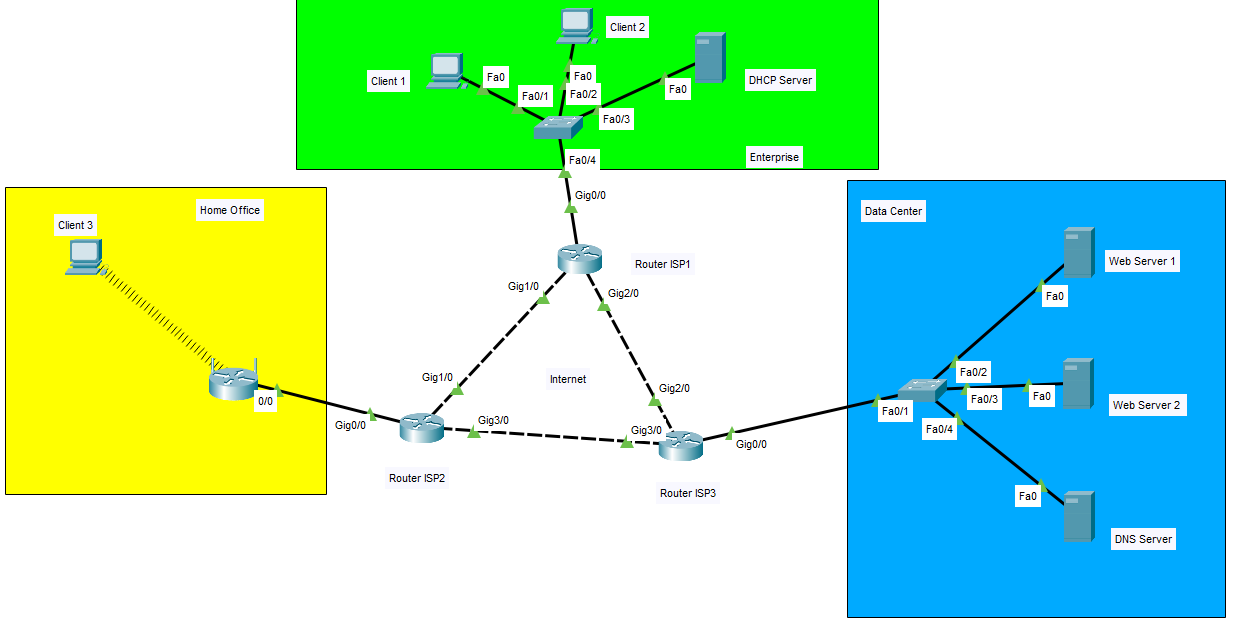 Client 2
Client 1
Fa0
Fa0
DHCP Server
Fa0
Fa0/1
Fa0/2
Fa0/3
Fa0/4
Enterprise
Gig0/0
Home Office
Client 3
Data Center
Router ISP1
Web Server 1
Gig1/0
Gig2/0
Fa0
Internet
Gig1/0
Gig2/0
Fa0/2
0/0
Fa0/3
Fa0
Web Server 2
Fa0/1
Gig0/0
Gig3/0
Gig3/0
Fa0/4
Gig0/0
Router ISP2
Router ISP3
Fa0
DNS Server